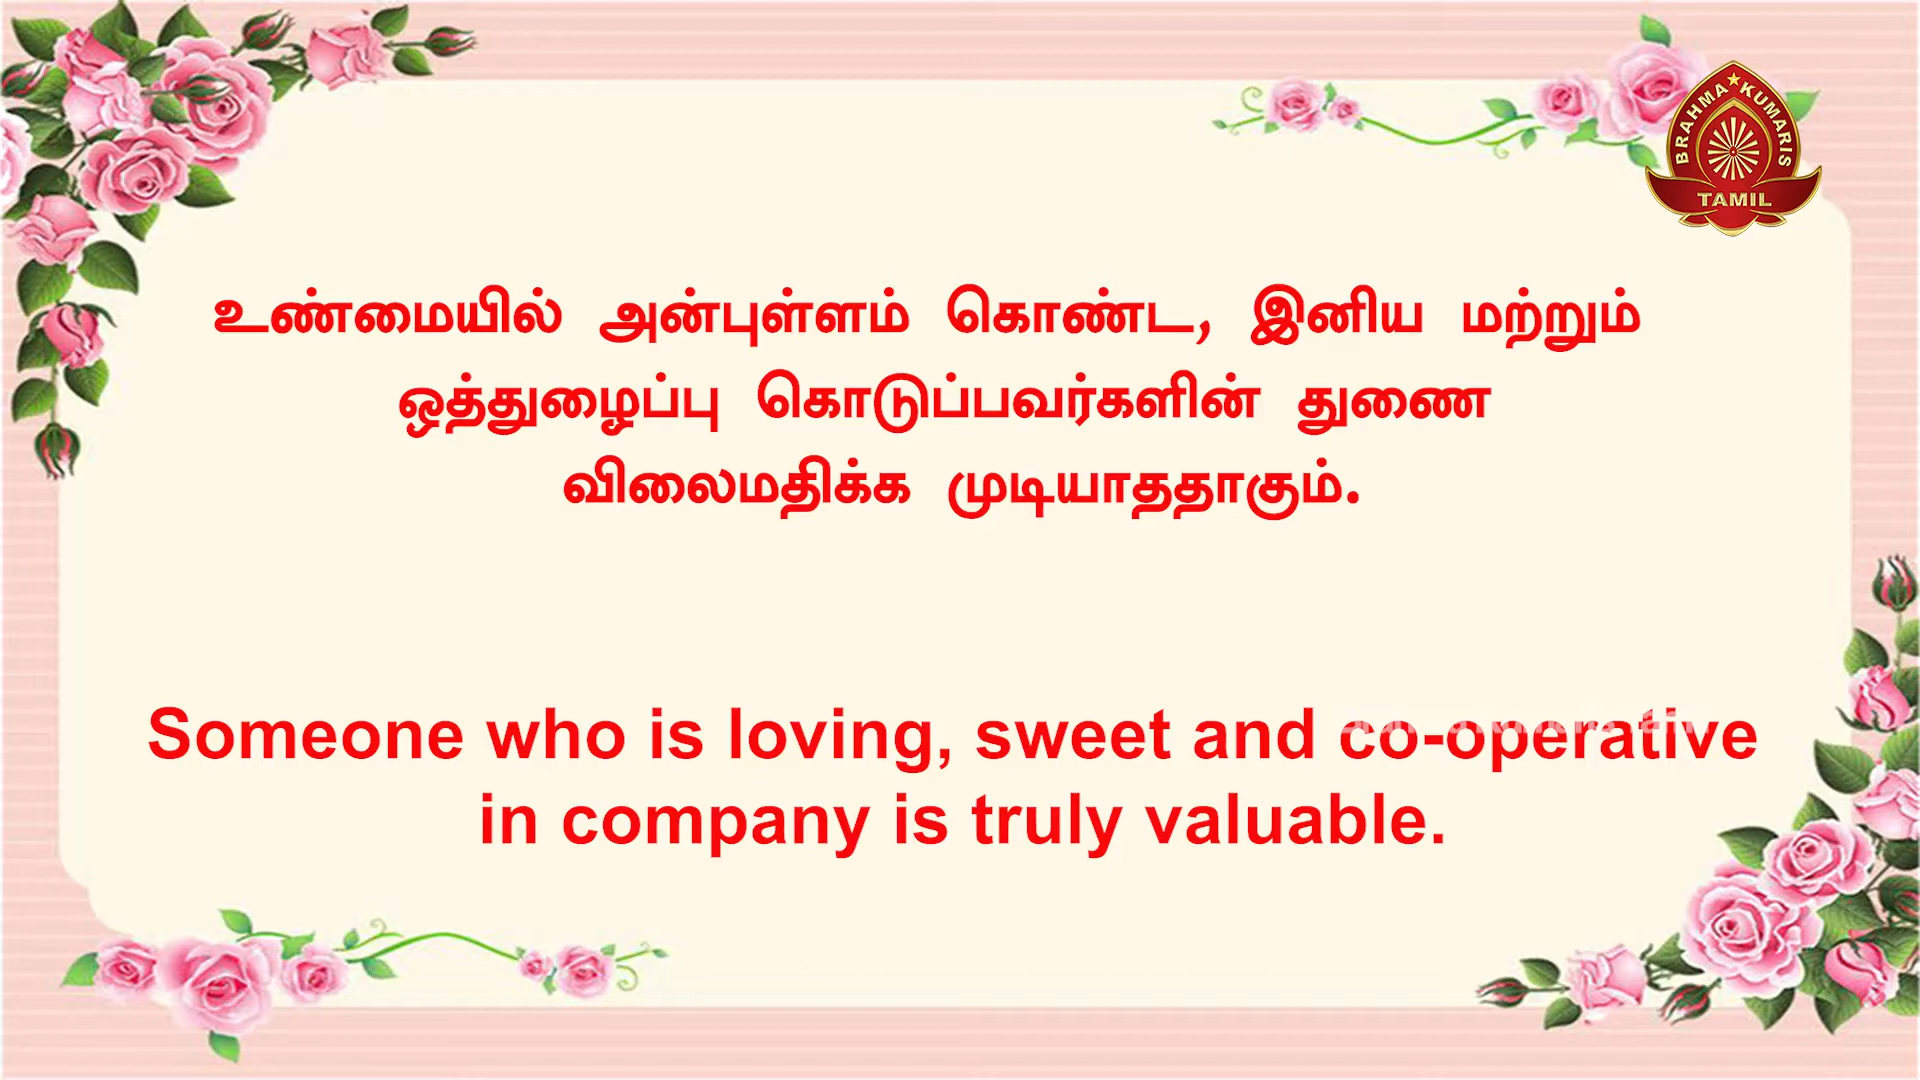 BRAHMA KUMARIS
TAMIL
உண்மையில் அன்புள்ளம் கொண்ட, இனிய மற்றும்
ஒத்துழைப்பு கொடுப்பவர்களின் துணை
விலைமதிக்க முடியாததாகும்.
Someone who is loving, sweet and co-operative
in company is truly valuable.